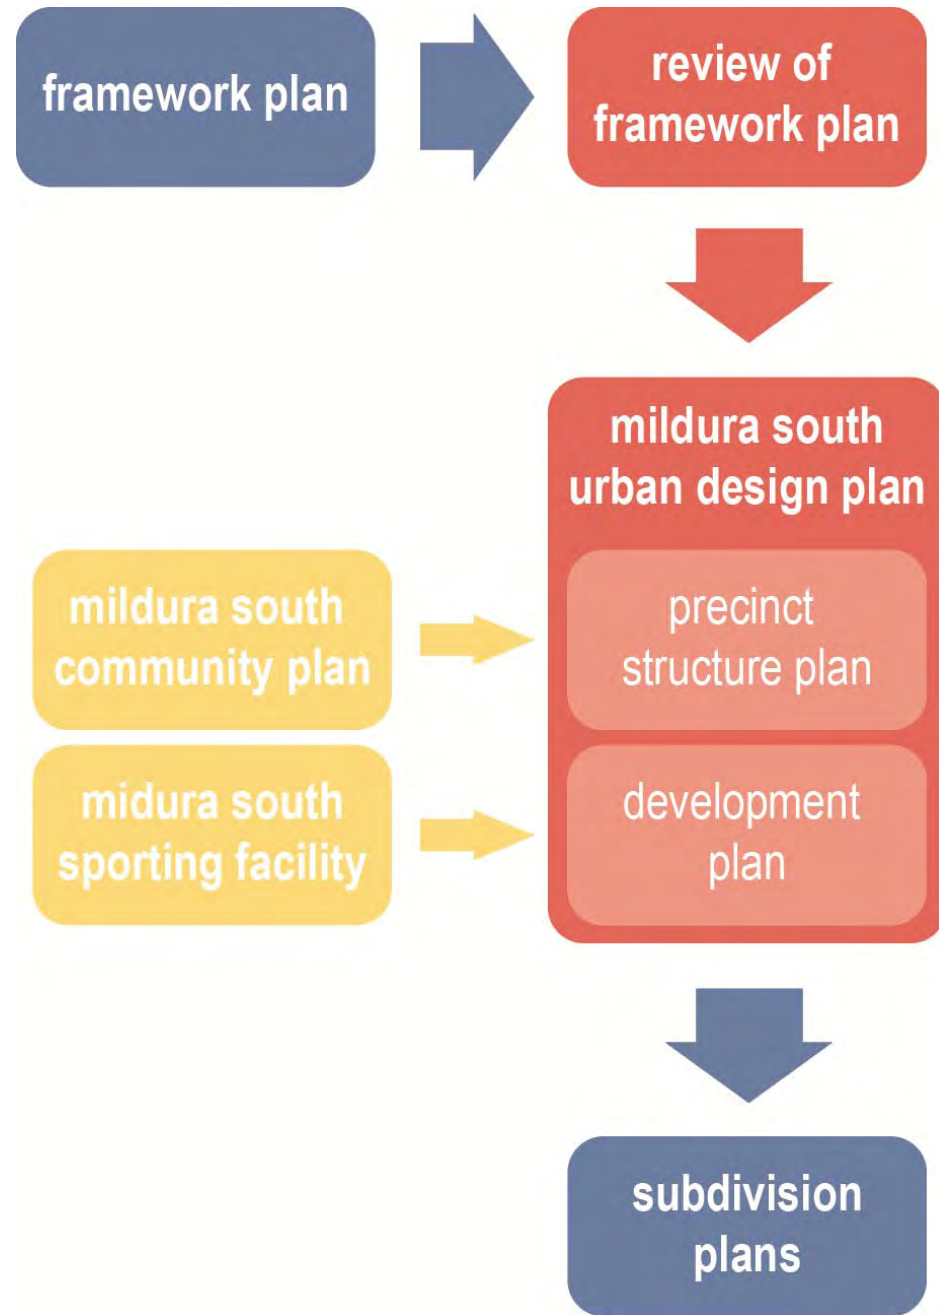 framework plan
review of
framework plan
mildura south
urban design plan
mildura south
community plan
precinct
structure plan
midura south
sporting facility
development
plan
subdivision
plans